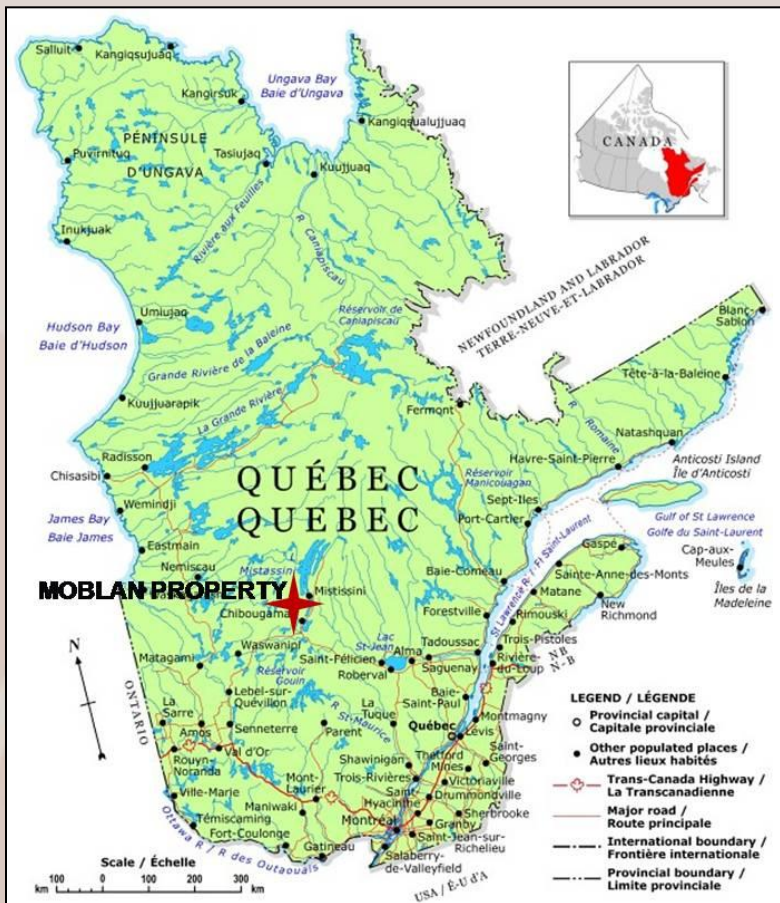 Salluit
Kangiqsujuaq
Ungava Bay
Baie d'Ungava
Kangirsuk
Kangiqsualujjuaq
CANADA
PÉNINSULE
D'UNGAVA
Puvirnituq
Tasiujaq
Kuujjuaq
Rivière aux Feuilles
R Caniapiscau
Inukjuak
NEWFOUNDLAND AND LABRADOR
TERRE-NEUVE-ET-LABRADOR
Umiujaq
Réservoir de
Caniapiscau
Hudson Bay
Baie d'Hudson
Grande Rivière de la Baleine
Blanc-
Sablon
Tête-à-la-Baleine
Kuujjuarapik
La Grande Rivière
Fermont
R Romaine
Natashquan
Radisson
Chisasibi
Havre-Saint-Pierre
Anticosti Island
Île d'Anticosti
QUÉBEC
QUEBEC
Réservoir
Manicouagan
Wemindji
Sept-Iles
Port-Cartier
James Bay
Baie James
Gulf of St Lawrence
Golfe du Saint-Laurent
Eastmain
Gaspé
Cap-aux-
Meules
Îles de la
Madeleine
Nemiscau
Mistassini
Baie-Comeau
Sainte-Anne-des-Monts
MOBLAN PROPERTY
Mistissini
Matane
New
Richmond
Chibougamau
Forestville
Rimouski
St Lawrence R / Fl Saint-Laurent
Waswanipi
Lac
St-Jean
Alma
Tadoussac
Trois-Pistoles
Matagami
Saint-Félicien
Roberval
Saguenay
Rivière-
du-Loup
NB
N-B
N
Réservoir
Gouin
Lebel-sur-
Quévillon
Baie-
Saint-Paul
ONTARIO
La
Sarre
Amos
Senneterre
Parent
La
Tuque
R St-Maurice
Québec
Montmagny
Lévis
Rouyn-
Noranda
Val d'Or
Shawinigan
Thetford
Mines
Saint-
Georges
Ville-Marie
Mont-
Laurier
Trois-Rivières
Victoriaville
Témiscaming
Maniwaki
Saint-
Hyacinthe
Drummondville
Fort-Coulonge
Montréal
Granby
Sherbrooke
Ottawa R / R des Outaouais
Gatineau
Saint-Jean-sur-
Richelieu
Salaberry-
de-Valleyfield
USA / É-U d'A
LEGEND / LÉGENDE
Provincial capital /
Capitale provinciale
Other populated places /
Autres lieux habités
Trans-Canada Highway /
La Transcanadienne
Major road /
Route principale
International boundary /
Frontière internationale
Provincial boundary /
Limite provinciale
Scale / Échelle
100 0 100 200 300
km km